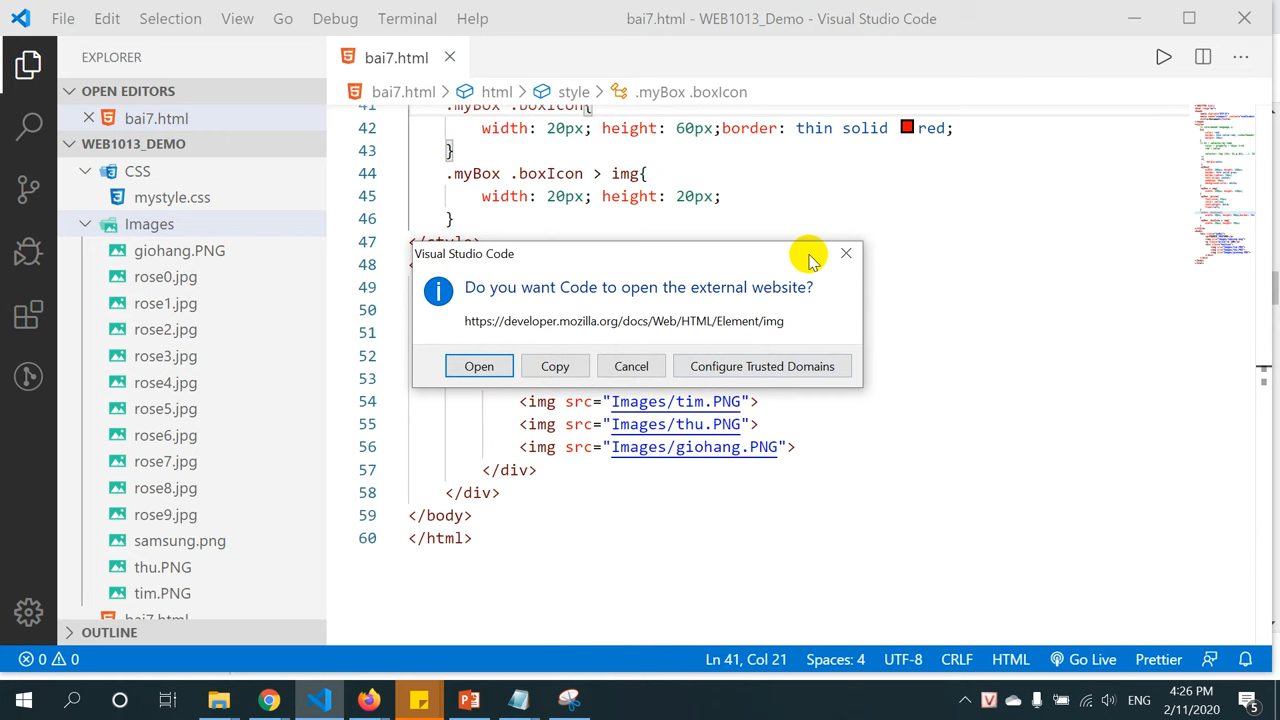 File Edit Selection View Go Debug Terminal Help
bai7.html - WEB1013_Demo - Visual Studio Code
EXPLORER
OPEN EDITORS
bai7.html
WEB1013_DEMO
CSS
mystyle.css
Images
giohang.PNG
rose0.jpg
rose1.jpg
rose2.jpg
rose3.jpg
rose4.jpg
rose5.jpg
rose6.jpg
rose7.jpg
rose8.jpg
rose9.jpg
samsung.png
thu.PNG
tim.PNG
bai7.html
OUTLINE
bai7.html
bai7.html > html > style > .myBox .boxIcon
41 .myBox .boxIcon{
42 width: 20px; height: 60px;border: thin solid red;
43 }
44 .myBox .boxIcon > img{
45 width: 20px; height: 20px;
46 }
47 </style>
48
49
50
51
52
53
54 <img src="Images/tim.PNG">
55 <img src="Images/thu.PNG">
56 <img src="Images/giohang.PNG">
57 </div>
58 </div>
59 </body>
60 </html>
Visual Studio Code
Do you want Code to open the external website?
https://developer.mozilla.org/docs/Web/HTML/Element/img
Open Copy Cancel Configure Trusted Domains
0 0 Ln 41, Col 21 Spaces: 4 UTF-8 CRLF HTML Go Live Prettier
ENG
4:26 PM
2/11/2020
5